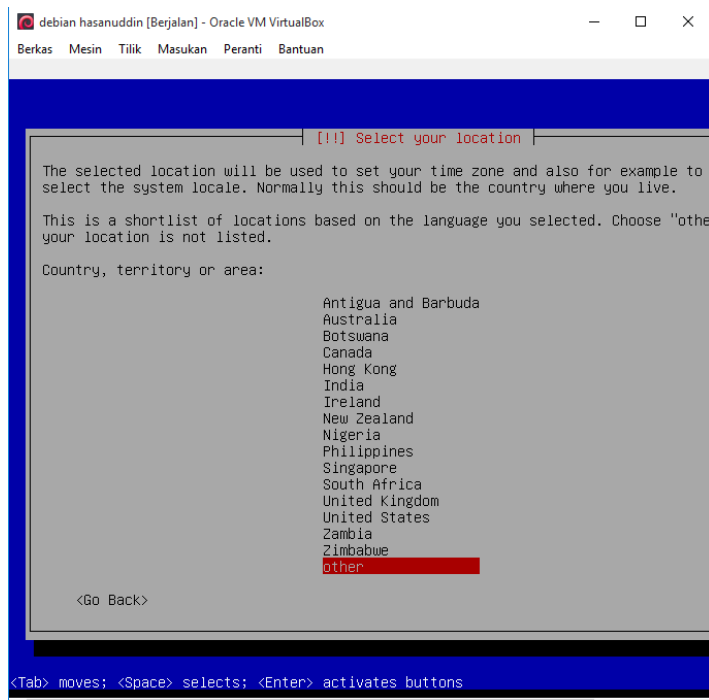 debian hasanuddin [Berjalan] - Oracle VM VirtualBox
Berkas Mesin Tilik Masukan Peranti Bantuan
[!!] Select your location
The selected location will be used to set your time zone and also for example to
select the system locale. Normally this should be the country where you live.
This is a shortlist of locations based on the language you selected. Choose "othe
your location is not listed.
Country, territory or area:
Antigua and Barbuda
Australia
Botswana
Canada
Hong Kong
India
Ireland
New Zealand
Nigeria
Philippines
Singapore
South Africa
United Kingdom
United States
Zambia
Zimbabwe
other
<Go Back>
<Tab> moves; <Space> selects; <Enter> activates buttons